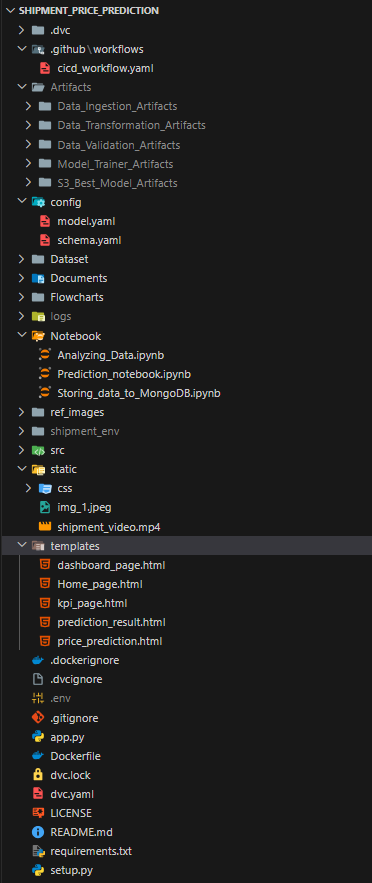 SHIPMENT_PRICE_PREDICTION
.dvc
.github\workflows
cicd_workflow.yaml
Artifacts
Data_Ingestion_Artifacts
Data_Transformation_Artifacts
Data_Validation_Artifacts
Model_Trainer_Artifacts
S3_Best_Model_Artifacts
config
model.yaml
schema.yaml
Dataset
Documents
Flowcharts
logs
Notebook
Analyzing_Data.ipynb
Prediction_notebook.ipynb
Storing_data_to_MongoDB.ipynb
ref_images
shipment_env
src
static
css
img_1.jpeg
shipment_video.mp4
templates
dashboard_page.html
Home_page.html
kpi_page.html
prediction_result.html
price_prediction.html
.dockerignore
.dvcignore
.env
.gitignore
app.py
Dockerfile
dvc.lock
dvc.yaml
LICENSE
README.md
requirements.txt
setup.py